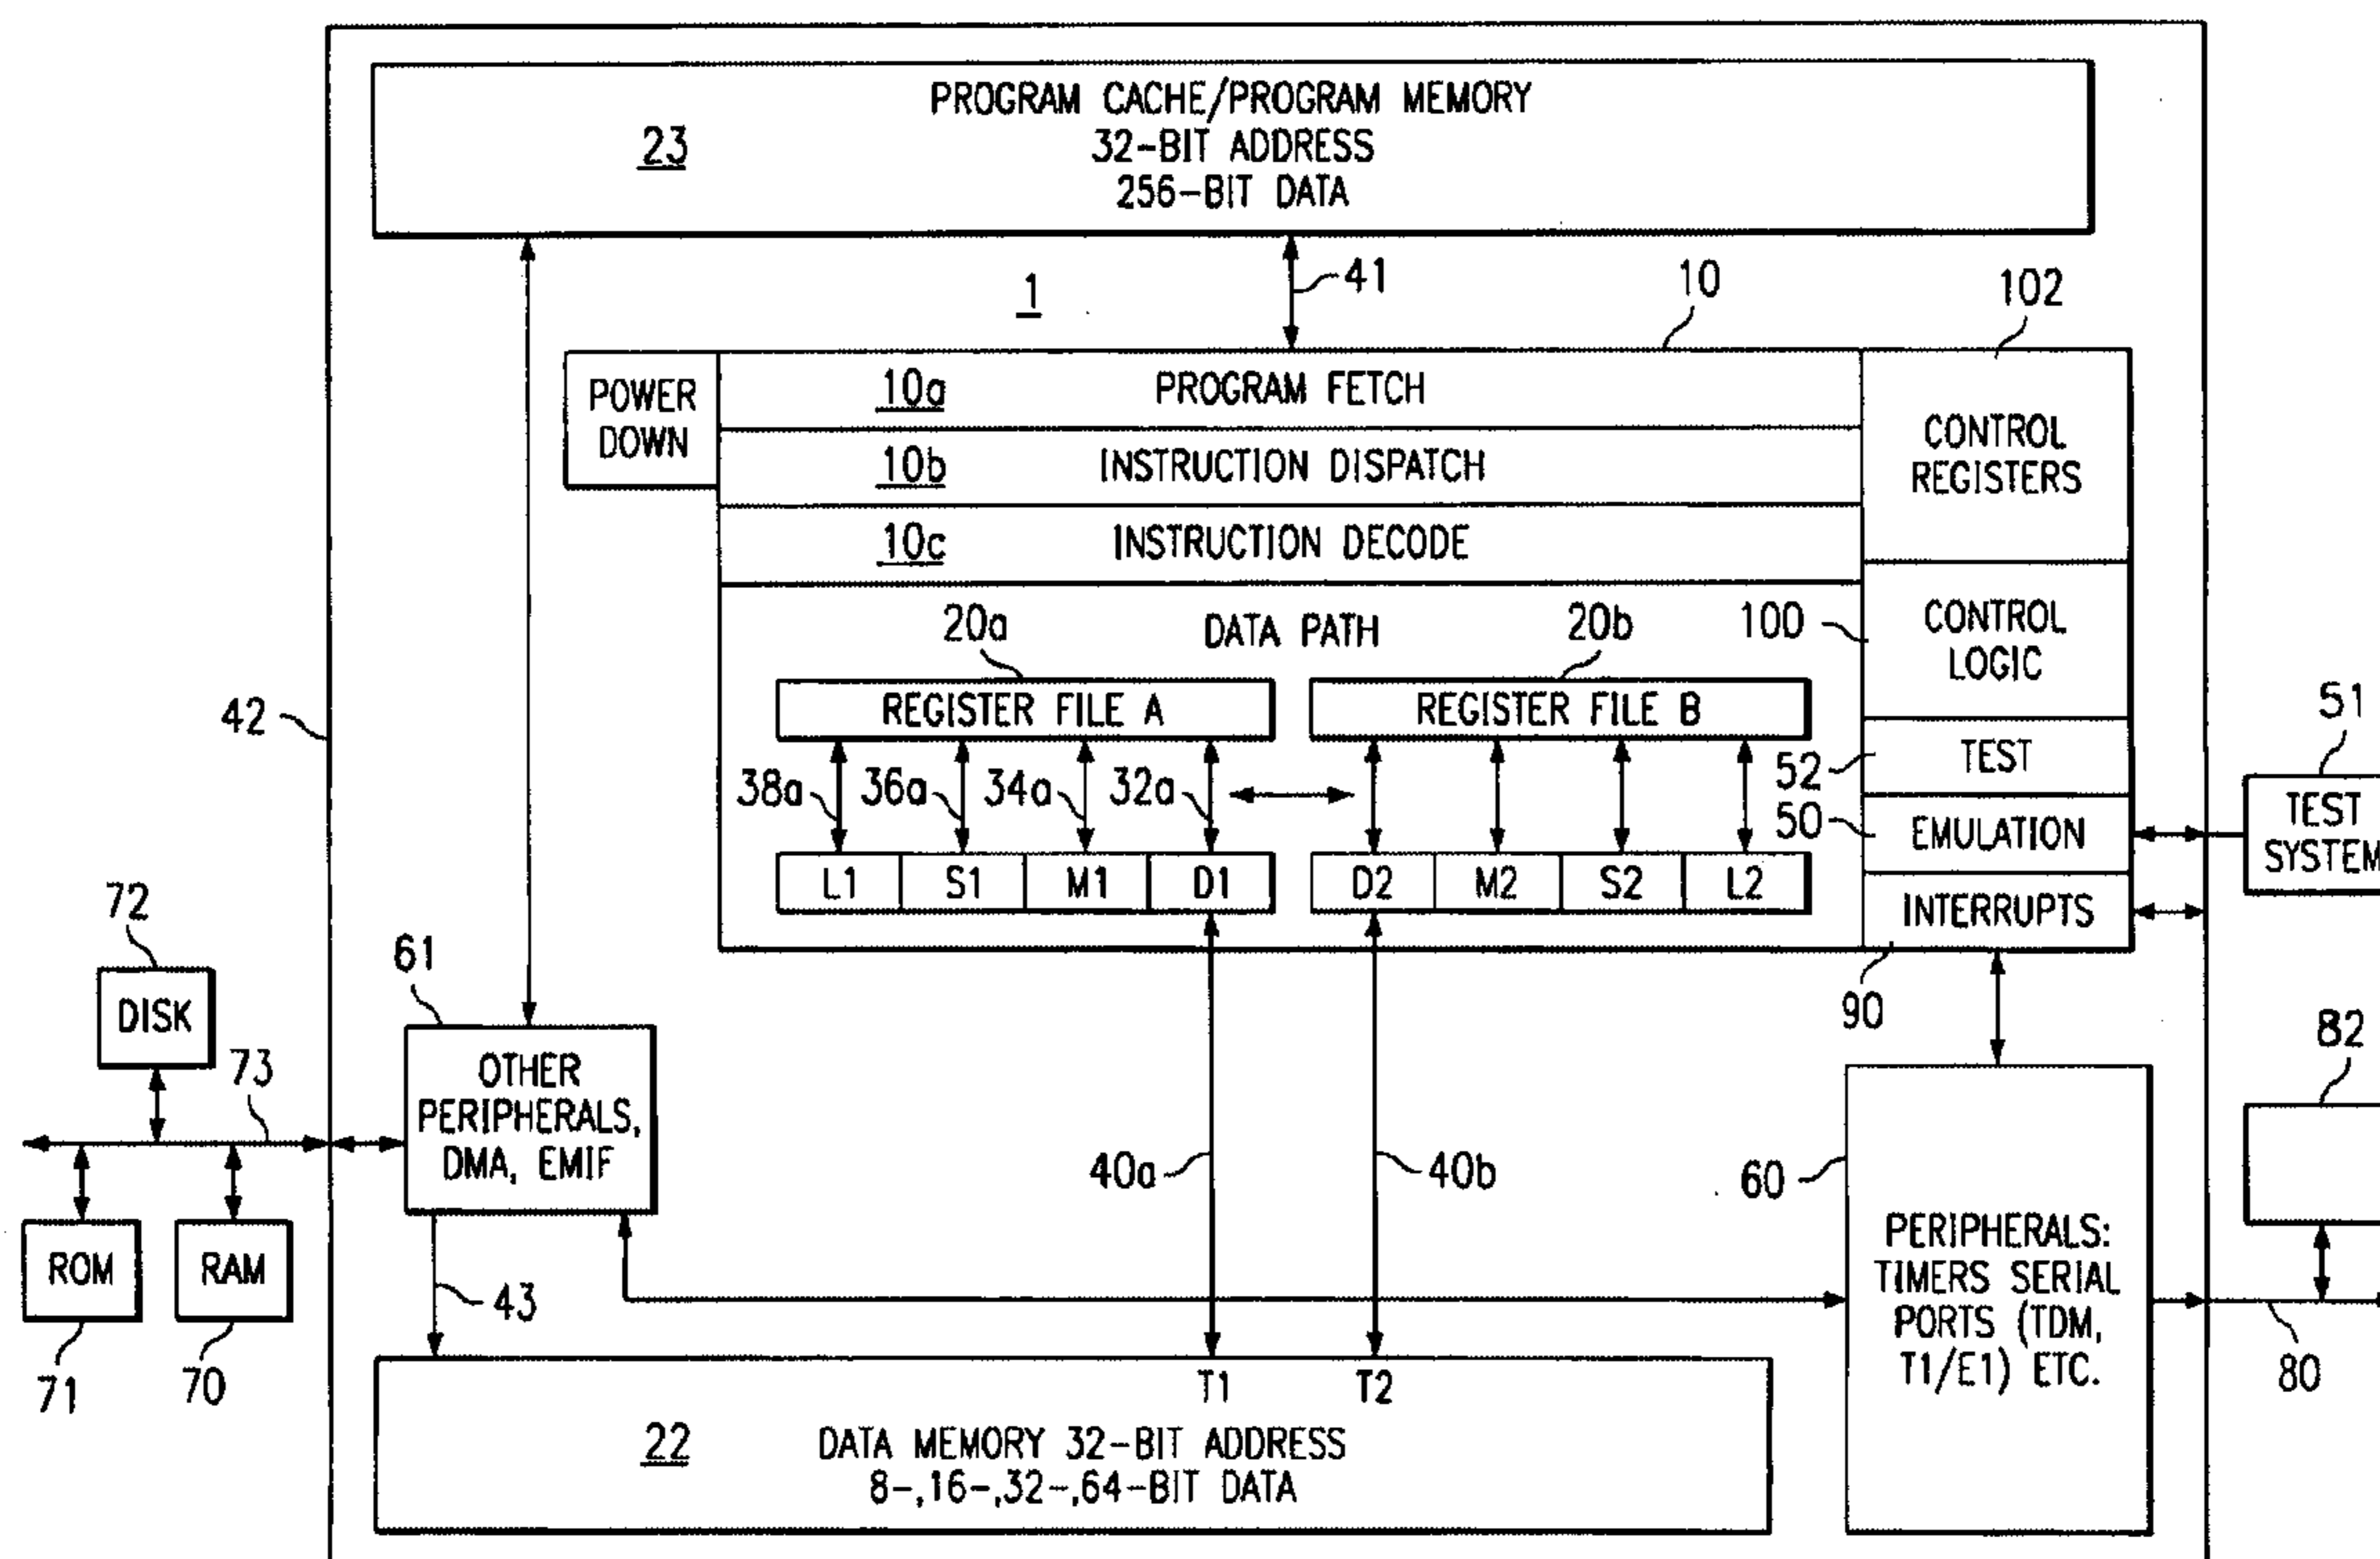 PROGRAM CACHE/PROGRAM MEMORY
32-BIT ADDRESS
256-BIT DATA
23
1
41
10
102
POWER
DOWN
10a
PROGRAM FETCH
10b
INSTRUCTION DISPATCH
10c
INSTRUCTION DECODE
CONTROL
REGISTERS
20a
DATA PATH
20b
100
CONTROL
LOGIC
42
REGISTER FILE A
REGISTER FILE B
51
38a
36a
34a
32a
52
TEST
50
EMULATION
TEST
SYSTEM
L1
S1
M1
D1
D2
M2
S2
L2
INTERRUPTS
72
61
90
DISK
82
73
OTHER
PERIPHERALS,
DMA, EMIF
40a
40b
60
ROM
RAM
43
PERIPHERALS:
TIMERS SERIAL
PORTS (TDM,
T1/E1) ETC.
71
70
80
T1
T2
22
DATA MEMORY 32-BIT ADDRESS
8-,16-,32-,64-BIT DATA